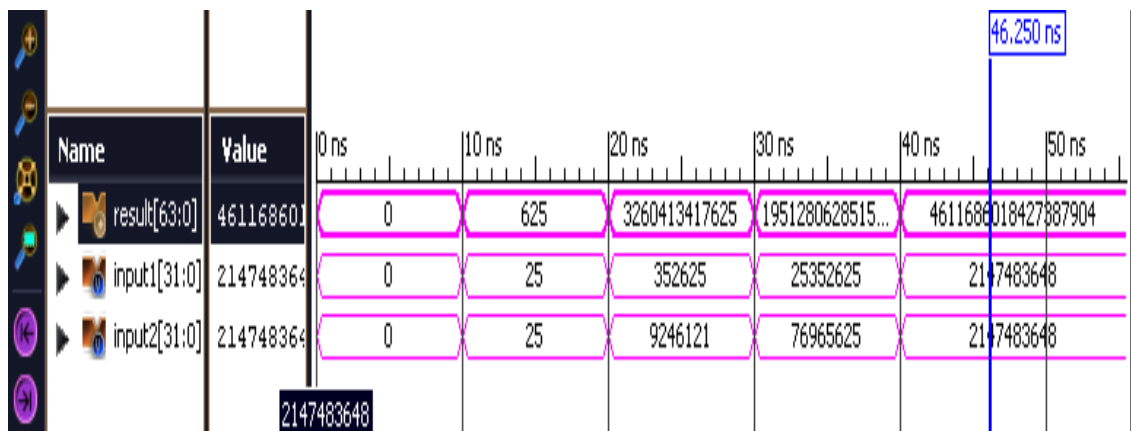 46.250 ns
Name Value 0 ns 10 ns 20 ns 30 ns 40 ns 50 ns
result[63:0] 461168601 0 625 3260413417625 1951280628515... 4611686018427387904
input1[31:0] 214748364 0 25 352625 25352625 2147483648
input2[31:0] 214748364 0 25 9246121 76965625 2147483648
2147483648